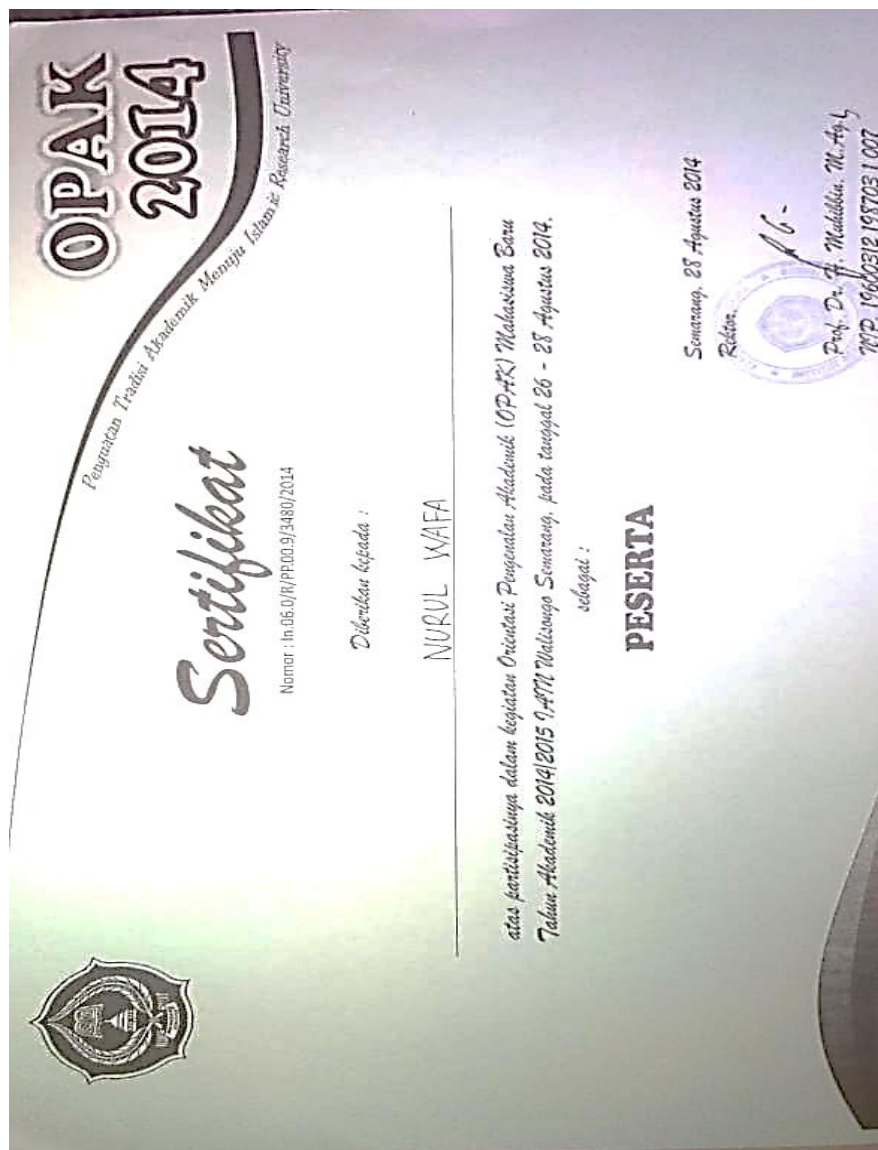 OPAK
2014
Penguatan Tradisi Akademik Menuju Islamic Research University
Sertifikat
Nomor : In.06.0/R/PP.00.9/3480/2014
Diberikan kepada :
NURUL WAFA
atas partisipasinya dalam kegiatan Orientasi Pengenalan Akademik (OPAK) Mahasiswa Baru
Tahun Akademik 2014/2015 IAIN Walisongo Semarang, pada tanggal 26 - 28 Agustus 2014.
sebagai :
PESERTA
Semarang, 28 Agustus 2014
Rektor,
Prof. Dr. H. Muhibbin, M.Ag.
NIP. 19600312 198703 1 007